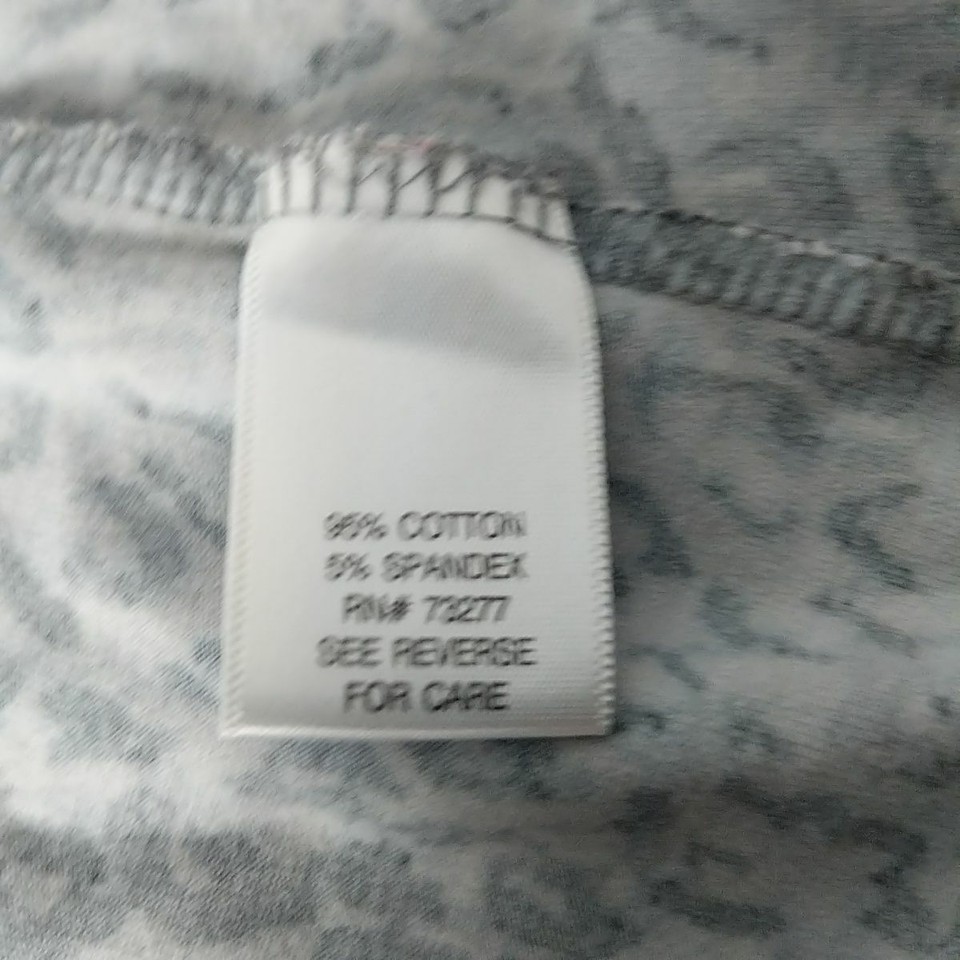 95% COTTON
5% SPANDEX
RN# 73277
SEE REVERSE
FOR CARE